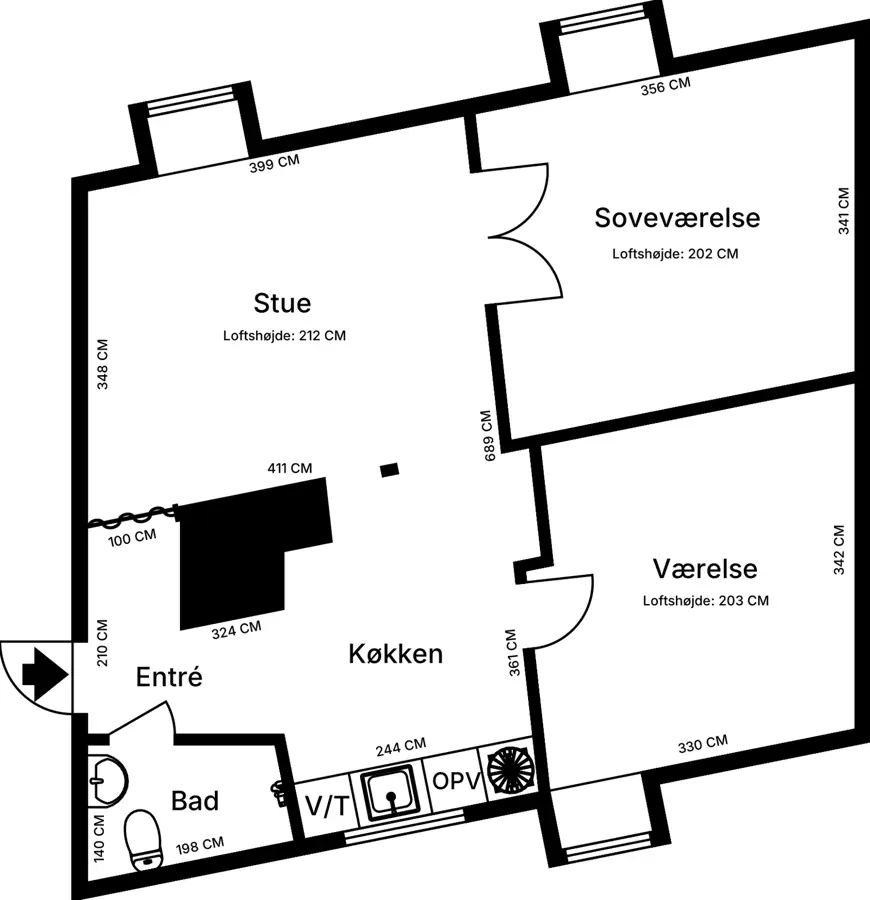 356 CM
399 CM
Soveværelse
Loftshøjde: 202 CM
341 CM
Stue
Loftshøjde: 212 CM
348 CM
689 CM
411 CM
100 CM
Værelse
Loftshøjde: 203 CM
342 CM
324 CM
210 CM
Entré
Køkken
361 CM
244 CM
330 CM
V/T
OPV
Bad
140 CM
198 CM